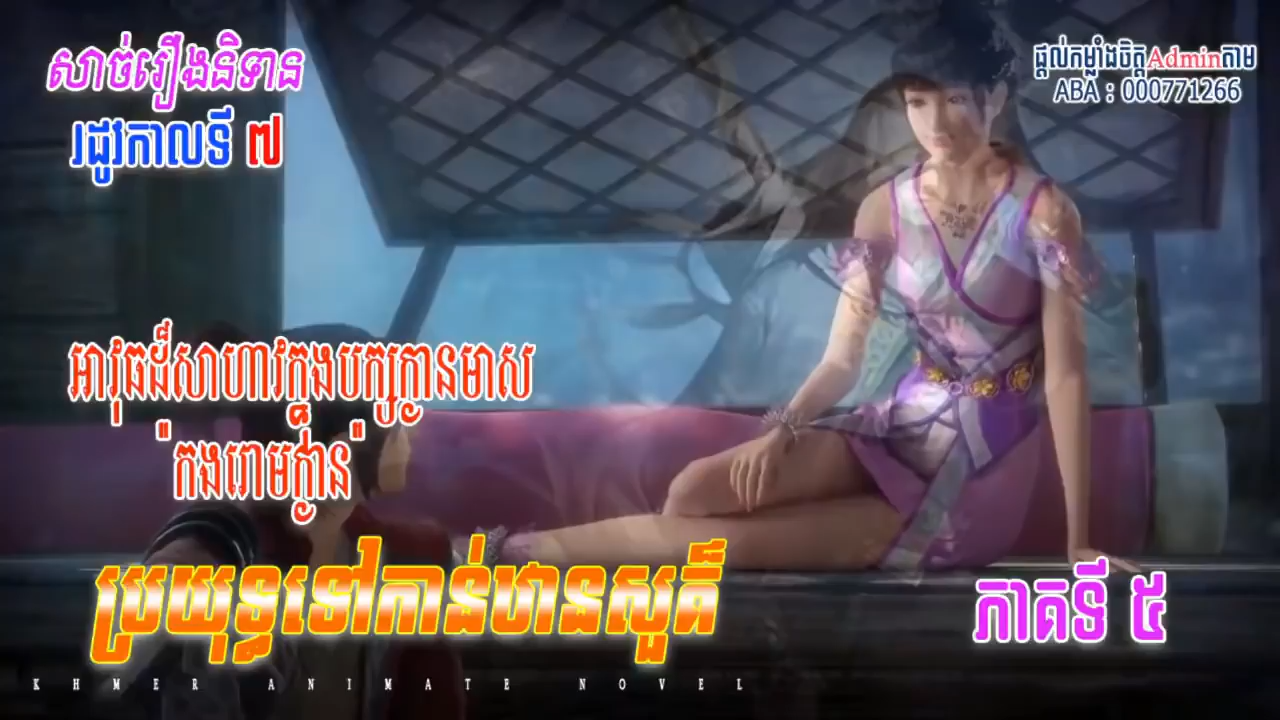 សាច់រឿងនិទាន
រដូវកាលទី ៧
ផ្ដល់កម្លាំងចិត្តAdminតាម
ABA : 000771266
អាវុធដ៏សាហាវក្នុងបុក្សក្ងានមាស
"កងរោមក្ងាន"
ប្រយុទ្ធទៅកាន់ឋានសួគ៌
ភាគទី ៥
KHMER ANIMATE NOVEL